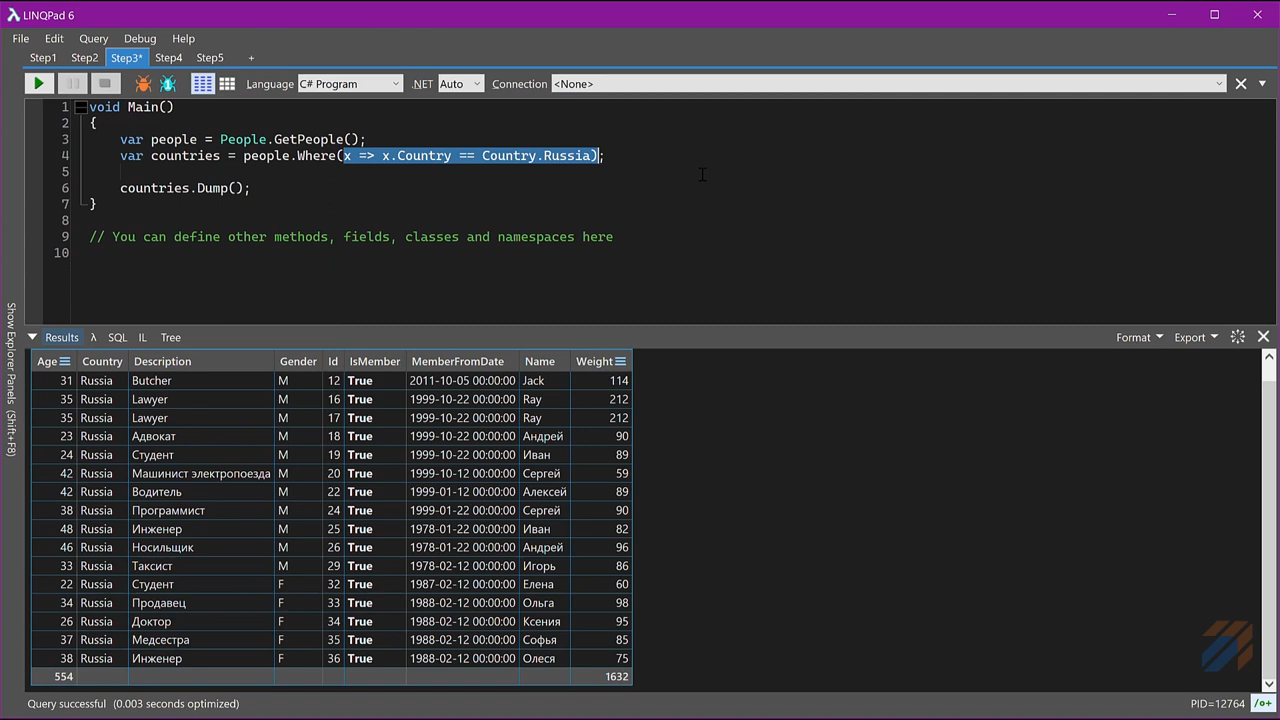 LINQPad 6
File Edit Query Debug Help
Step1 Step2 Step3* Step4 Step5 +
Language C# Program .NET Auto Connection <None>
1 void Main()
2 {
3 var people = People.GetPeople();
4 var countries = people.Where(x => x.Country == Country.Russia);
5
6 countries.Dump();
7 }
8
9 // You can define other methods, fields, classes and namespaces here
10
Show Explorer Panels (Shift+F8)
Results λ SQL IL Tree Format Export
Age Country Description Gender Id IsMember MemberFromDate Name Weight
31 Russia Butcher M 12 True 2011-10-05 00:00:00 Jack 114
35 Russia Lawyer M 16 True 1999-10-22 00:00:00 Ray 212
35 Russia Lawyer M 17 True 1999-10-22 00:00:00 Ray 212
23 Russia Адвокат M 18 True 1999-10-22 00:00:00 Андрей 90
24 Russia Студент M 19 True 1999-10-22 00:00:00 Иван 89
42 Russia Машинист электропоезда M 20 True 1999-10-12 00:00:00 Сергей 59
42 Russia Водитель M 22 True 1999-01-12 00:00:00 Алексей 89
38 Russia Программист M 24 True 1999-01-22 00:00:00 Сергей 90
48 Russia Инженер M 25 True 1978-01-22 00:00:00 Иван 82
46 Russia Носильщик M 26 True 1978-01-22 00:00:00 Андрей 96
33 Russia Таксист M 29 True 1978-02-12 00:00:00 Игорь 86
22 Russia Студент F 32 True 1987-02-12 00:00:00 Елена 60
34 Russia Продавец F 33 True 1988-02-12 00:00:00 Ольга 98
26 Russia Доктор F 34 True 1988-02-12 00:00:00 Ксения 95
37 Russia Медсестра F 35 True 1988-02-12 00:00:00 Софья 85
38 Russia Инженер F 36 True 1988-02-12 00:00:00 Олеся 75
554 1632
Query successful (0.003 seconds optimized) PID=12764 /o+